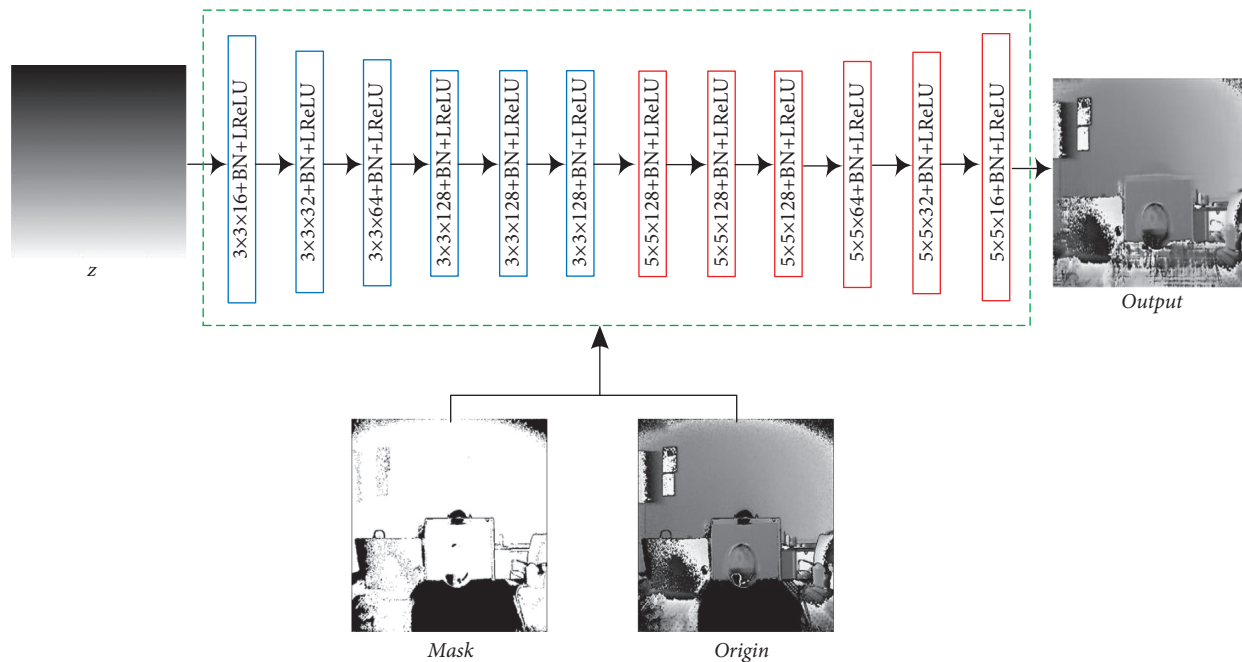 3×3×16+BN+LReLU
3×3×32+BN+LReLU
3×3×64+BN+LReLU
3×3×128+BN+LReLU
3×3×128+BN+LReLU
3×3×128+BN+LReLU
5×5×128+BN+LReLU
5×5×128+BN+LReLU
5×5×128+BN+LReLU
5×5×64+BN+LReLU
5×5×32+BN+LReLU
5×5×16+BN+LReLU
z
Output
Mask
Origin